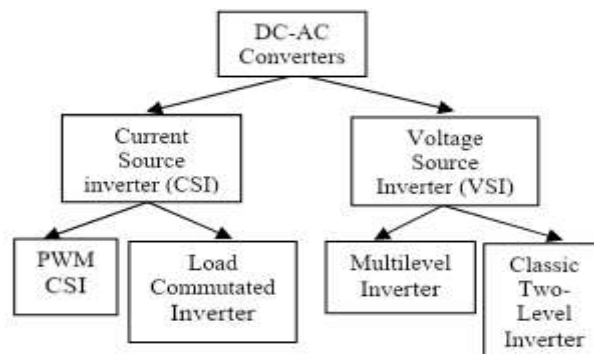 DC-AC
Converters
Current
Source
inverter (CSI)
Voltage
Source
Inverter (VSI)
PWM
CSI
Load
Commutated
Inverter
Multilevel
Inverter
Classic
Two-
Level
Inverter